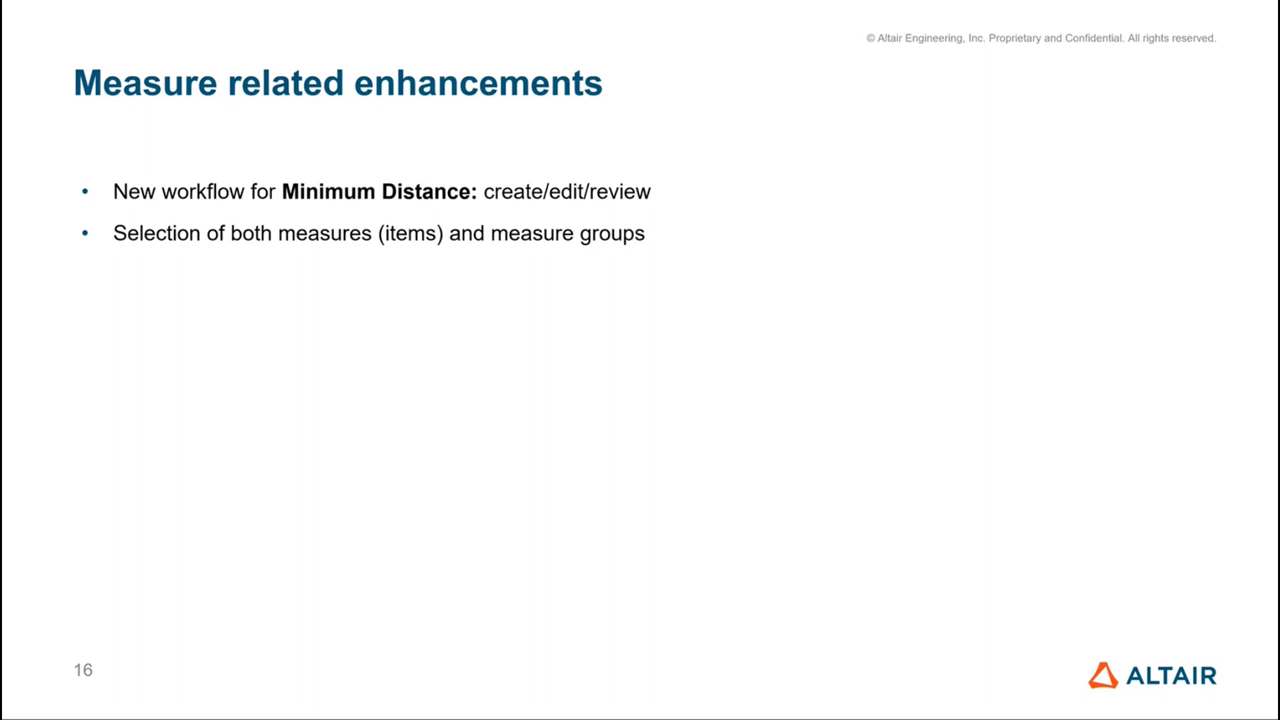 © Altair Engineering, Inc. Proprietary and Confidential. All rights reserved.
Measure related enhancements
• New workflow for Minimum Distance: create/edit/review
• Selection of both measures (items) and measure groups
16
ALTAIR